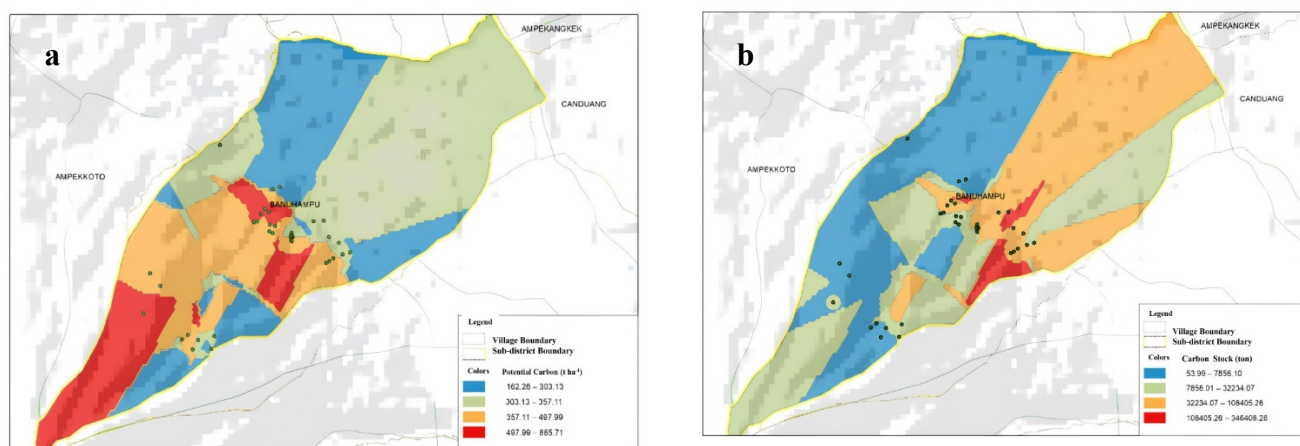 a
AMPEKANGKEK
CANDUANG
AMPEKKOTO
BANUHAMPU
Legend
Village Boundary
Sub-district Boundary
Colors Potential Carbon (t ha⁻¹)
162.26 – 303.13
303.13 – 357.11
357.11 – 497.99
497.99 – 865.71
b
AMPEKANGKEK
CANDUANG
AMPEKKOTO
BANUHAMPU
Legend
Village Boundary
Sub-district Boundary
Colors Carbon Stock (ton)
53.99 – 7856.10
7856.01 – 32234.07
32234.07 – 108405.26
108405.26 – 346408.26